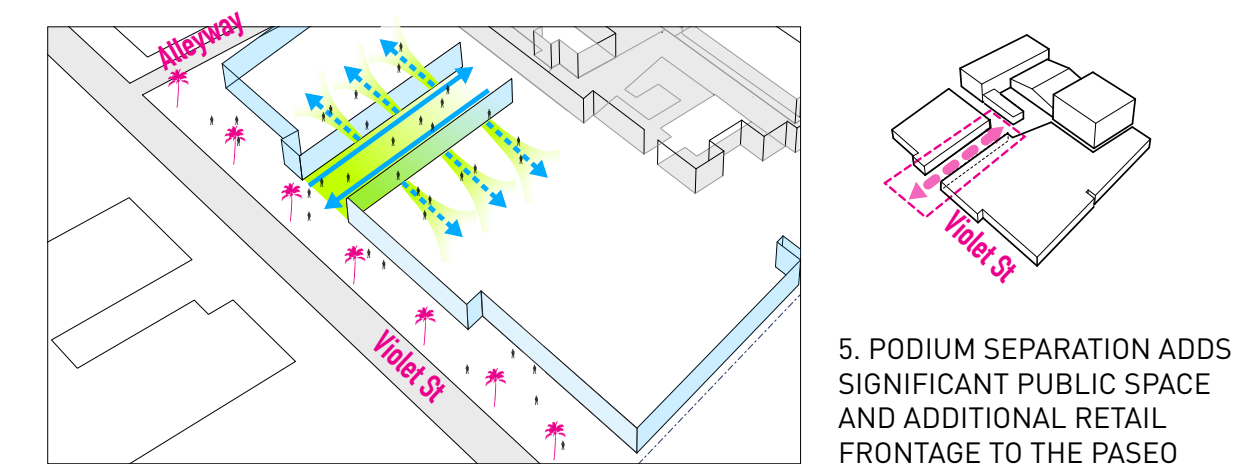 Alleyway
Violet St
Violet St
5. PODIUM SEPARATION ADDS
SIGNIFICANT PUBLIC SPACE
AND ADDITIONAL RETAIL
FRONTAGE TO THE PASEO